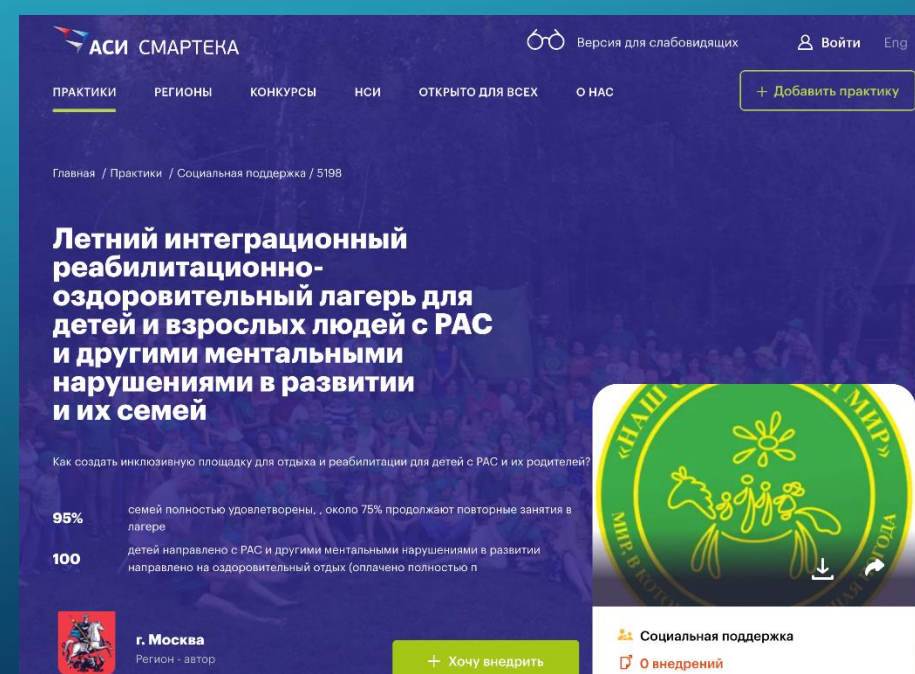 АСИ СМАРТЕКА
Версия для слабовидящих
Войти
Eng
ПРАКТИКИ
РЕГИОНЫ
КОНКУРСЫ
НСИ
ОТКРЫТО ДЛЯ ВСЕХ
О НАС
+ Добавить практику
Главная / Практики / Социальная поддержка / 5198
Летний интеграционный
реабилитационно-
оздоровительный лагерь для
детей и взрослых людей с РАС
и другими ментальными
нарушениями в развитии
и их семей
Как создать инклюзивную площадку для отдыха и реабилитации для детей с РАС и их родителей?
95%
семей полностью удовлетворены, , около 75% продолжают повторные занятия в
лагере
100
детей направлено с РАС и другими ментальными нарушениями в развитии
направлено на оздоровительный отдых (оплачено полностью п
г. Москва
Регион - автор
+ Хочу внедрить
«НАШ
МИР»
МИР, В
Социальная поддержка
0 внедрений